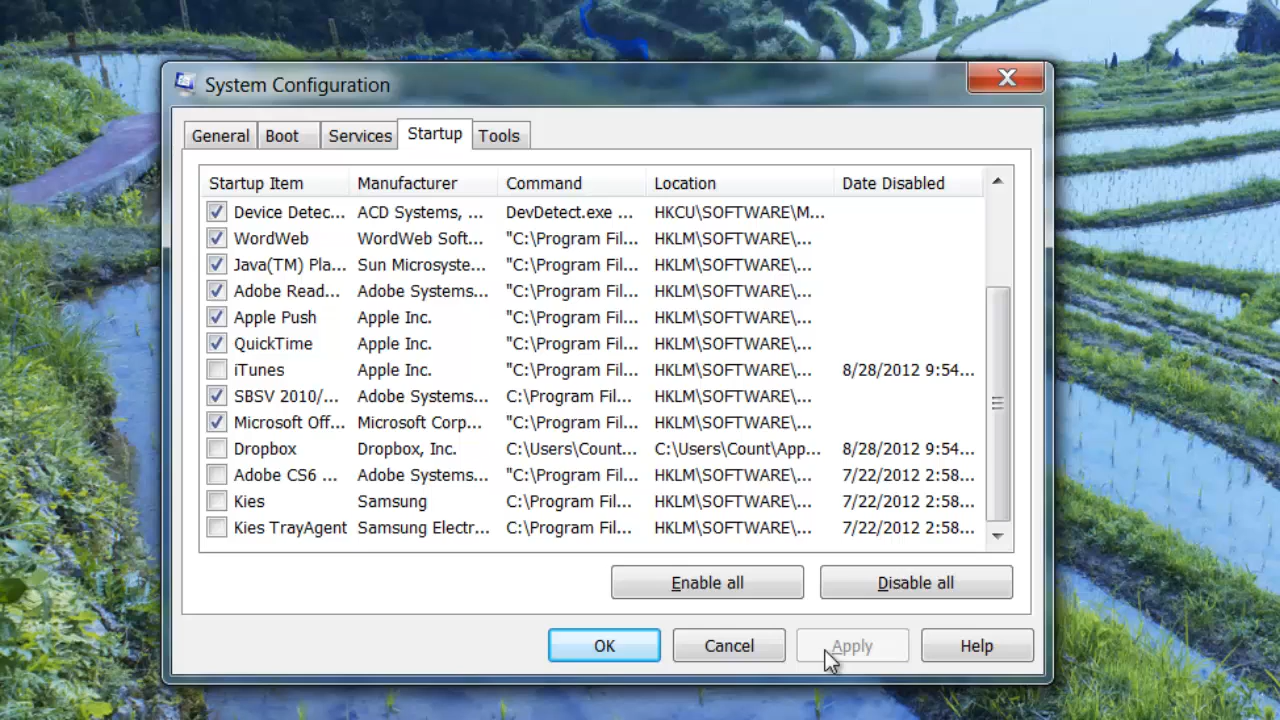 System Configuration
General Boot Services Startup Tools
Startup Item Manufacturer Command Location Date Disabled
Device Detec... ACD Systems, ... DevDetect.exe ... HKCU\SOFTWARE\M...
WordWeb WordWeb Soft... "C:\Program Fil... HKLM\SOFTWARE\...
Java(TM) Pla... Sun Microsyste... "C:\Program Fil... HKLM\SOFTWARE\...
Adobe Read... Adobe Systems... "C:\Program Fil... HKLM\SOFTWARE\...
Apple Push Apple Inc. "C:\Program Fil... HKLM\SOFTWARE\...
QuickTime Apple Inc. "C:\Program Fil... HKLM\SOFTWARE\...
iTunes Apple Inc. "C:\Program Fil... HKLM\SOFTWARE\... 8/28/2012 9:54...
SBSV 2010/... Adobe Systems... C:\Program Fil... HKLM\SOFTWARE\...
Microsoft Off... Microsoft Corp... "C:\Program Fil... HKLM\SOFTWARE\...
Dropbox Dropbox, Inc. C:\Users\Count... C:\Users\Count\App... 8/28/2012 9:54...
Adobe CS6 ... Adobe Systems... "C:\Program Fil... HKLM\SOFTWARE\... 7/22/2012 2:58...
Kies Samsung C:\Program Fil... HKLM\SOFTWARE\... 7/22/2012 2:58...
Kies TrayAgent Samsung Electr... C:\Program Fil... HKLM\SOFTWARE\... 7/22/2012 2:58...
Enable all Disable all
OK Cancel Apply Help